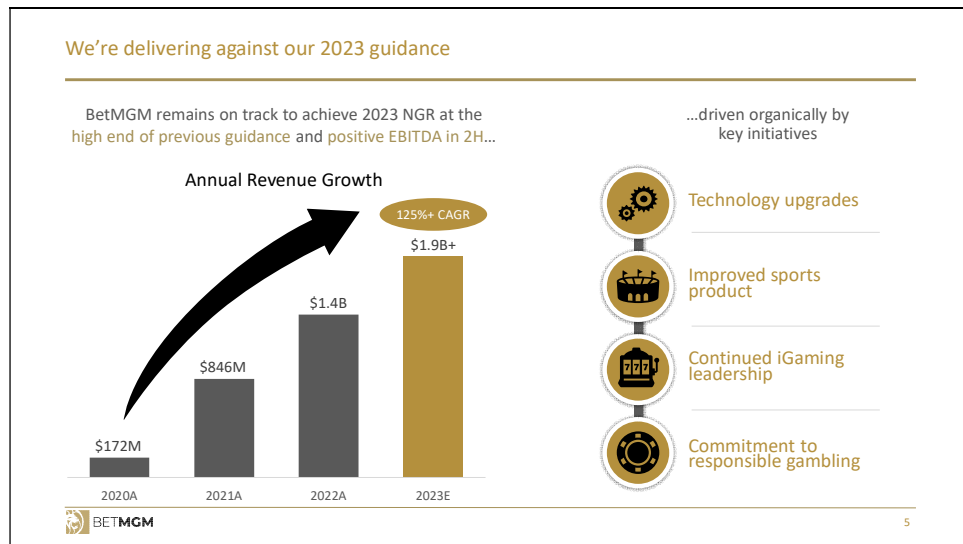 We’re delivering against our 2023 guidance
BetMGM remains on track to achieve 2023 NGR at the
high end of previous guidance and positive EBITDA in 2H…
Annual Revenue Growth
125%+ CAGR
$1.9B+
$1.4B
$846M
$172M
2020A
2021A
2022A
2023E
…driven organically by
key initiatives
Technology upgrades
Improved sports
product
777
Continued iGaming
leadership
Commitment to
responsible gambling
BETMGM
5